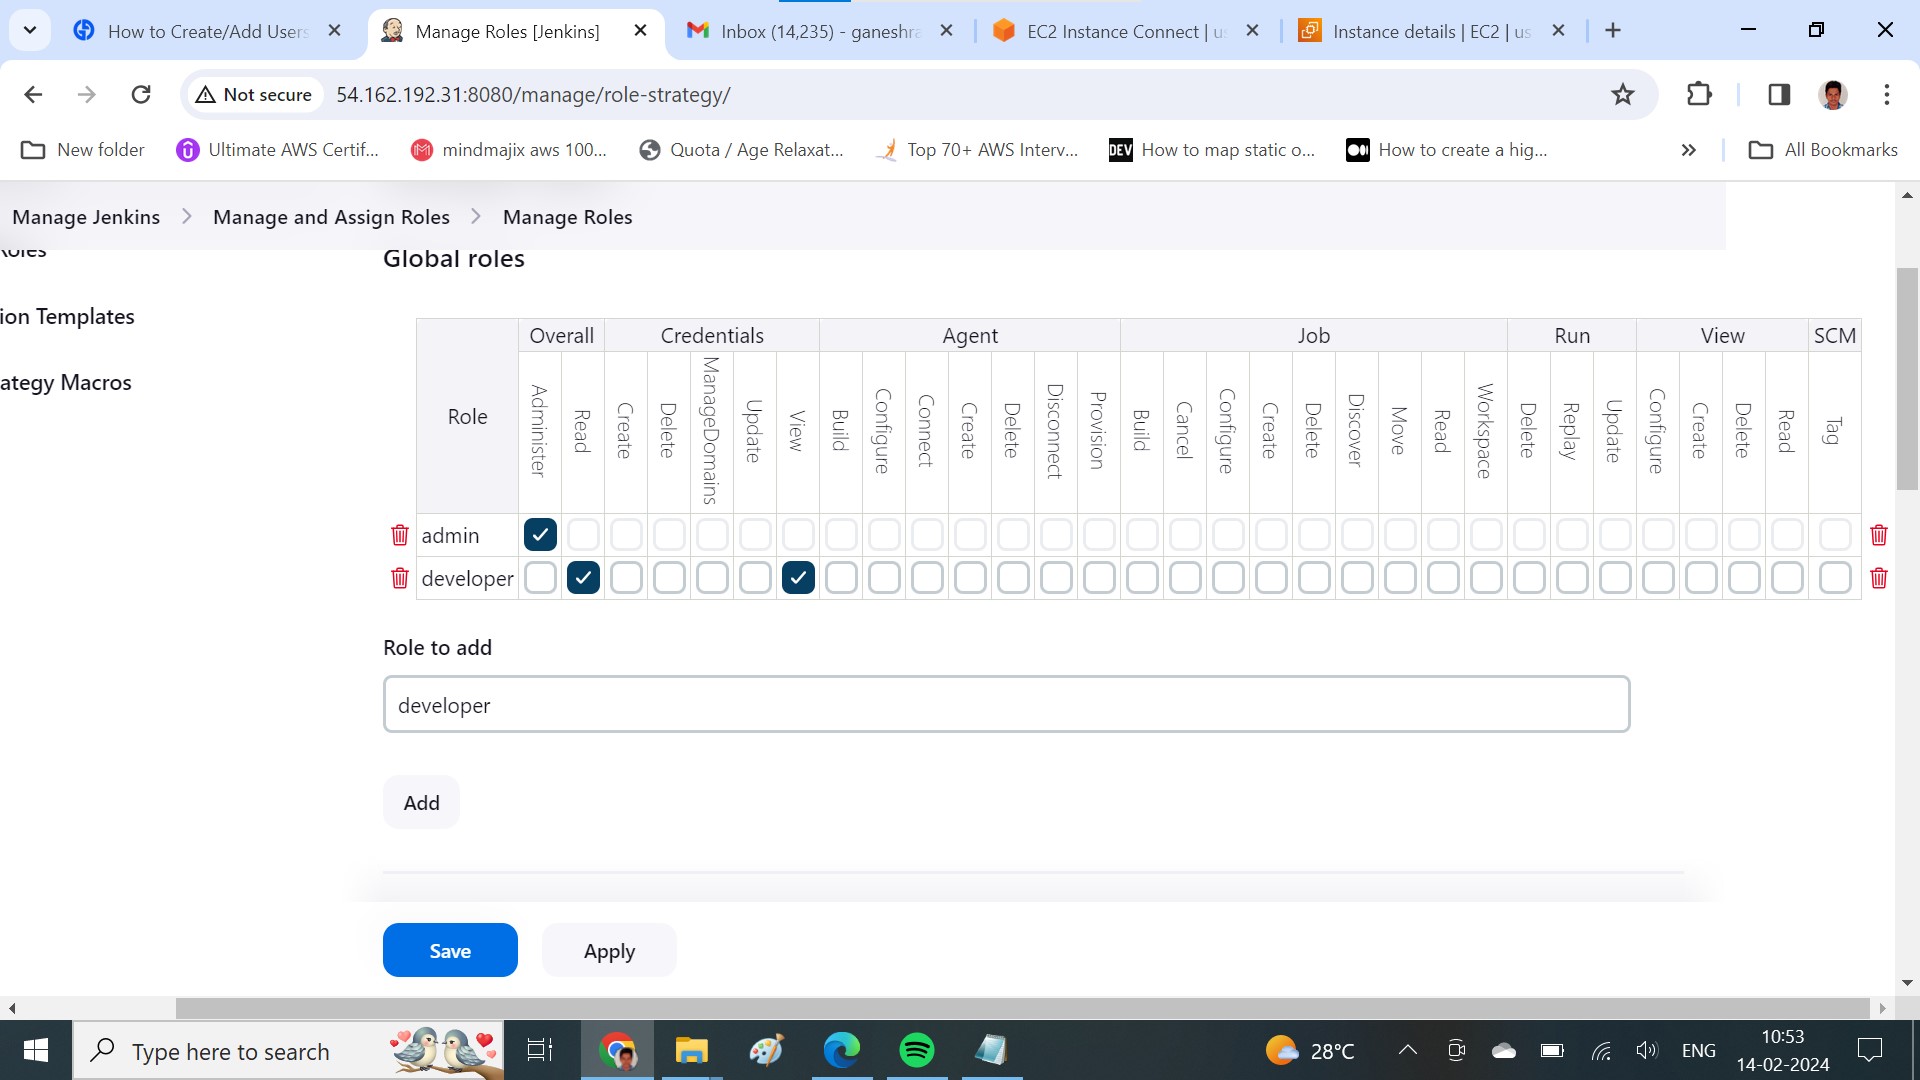 How to Create/Add Users
Manage Roles [Jenkins]
Inbox (14,235) - ganeshra
EC2 Instance Connect | u
Instance details | EC2 | us
Not secure
54.162.192.31:8080/manage/role-strategy/
New folder
Ultimate AWS Certif...
mindmajix aws 100...
Quota / Age Relaxat...
Top 70+ AWS Interv...
DEV
How to map static o...
How to create a hig...
All Bookmarks
Manage Jenkins
Manage and Assign Roles
Manage Roles
Global roles
ion Templates
ategy Macros
Role
Overall
Credentials
Agent
Job
Run
View
SCM
Administer
Read
Create
Delete
ManageDomains
Update
View
Build
Configure
Connect
Create
Delete
Disconnect
Provision
Build
Cancel
Configure
Create
Delete
Discover
Move
Read
Workspace
Delete
Replay
Update
Configure
Create
Delete
Read
Tag
admin
developer
Role to add
developer
Add
Save
Apply
Type here to search
28°C
ENG
10:53
14-02-2024